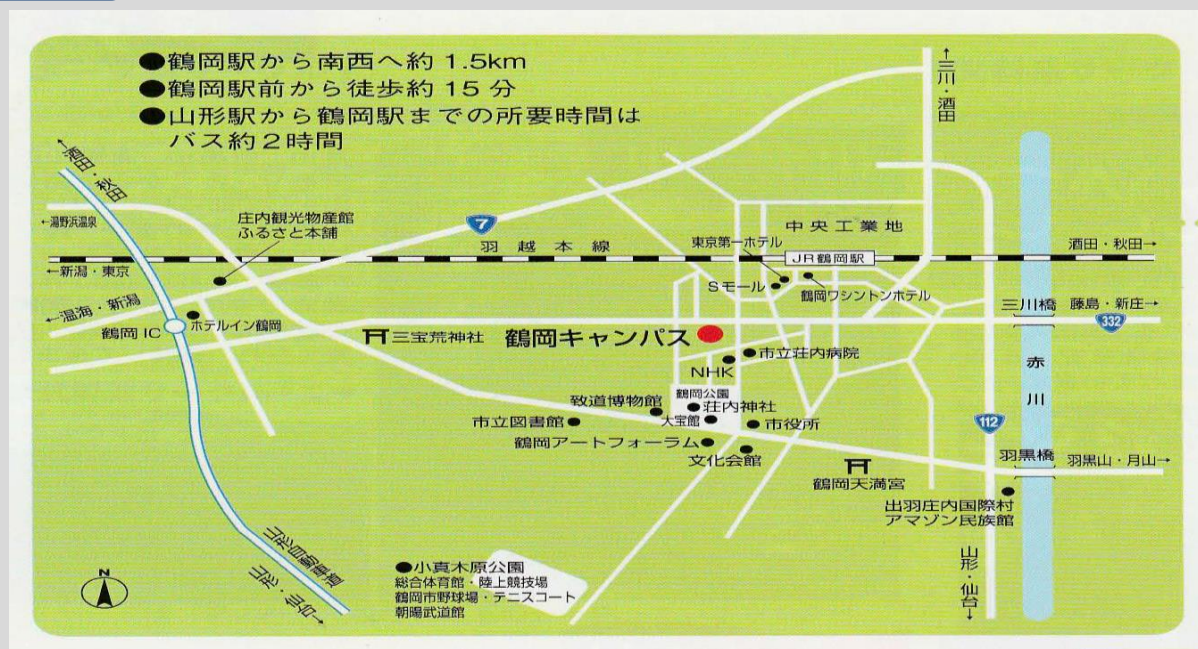 ●鶴岡駅から南西へ約 1.5km
●鶴岡駅前から徒歩約 15 分
●山形駅から鶴岡駅までの所要時間は
バス約２時間
↑三川・酒田
↑酒田・秋田
←湯野浜温泉
庄内観光物産館
ふるさと本舗
7
羽越本線
中央工業地
東京第一ホテル
JR鶴岡駅
酒田・秋田→
←新潟・東京
Sモール
鶴岡ワシントンホテル
←温海・新潟
鶴岡 IC
ホテルイン鶴岡
三川橋
藤島・新庄→
332
三宝荒神社
鶴岡キャンパス
市立荘内病院
NHK
赤川
鶴岡公園
致道博物館
荘内神社
大宝館
市立図書館
市役所
112
鶴岡アートフォーラム
文化会館
羽黒橋
羽黒山・月山→
鶴岡天満宮
出羽庄内国際村
アマゾン民族館
山形自動車道
山形・仙台→
山形・仙台→
N
●小真木原公園
総合体育館・陸上競技場
鶴岡市野球場・テニスコート
朝暘武道館